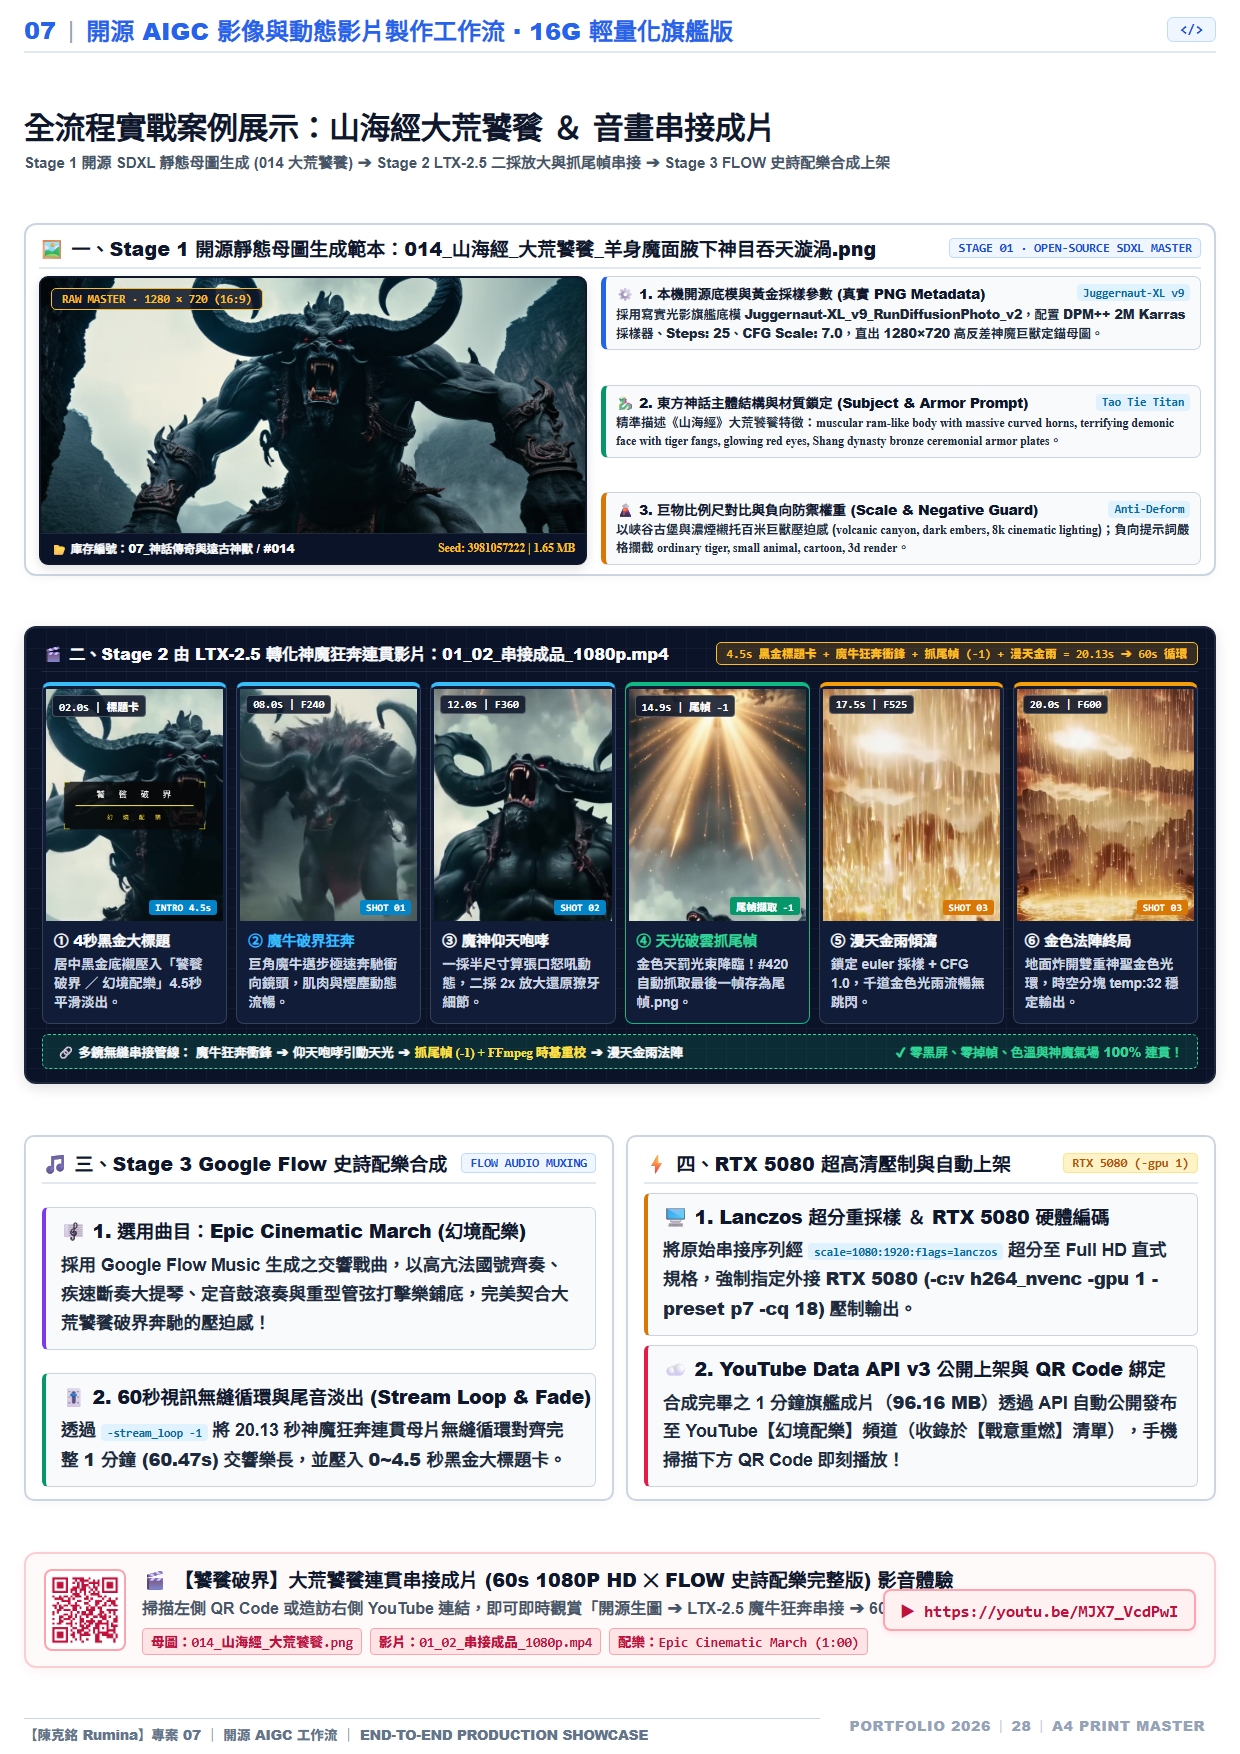 07 | 開源 AIGC 影像與動態影片製作工作流 · 16G 輕量化旗艦版
</>
全流程實戰案例展示：山海經大荒饕餮 & 音畫串接成片
Stage 1 開源 SDXL 靜態母圖生成 (014 大荒饕餮) ➔ Stage 2 LTX-2.5 二採放大與抓尾幀串接 ➔ Stage 3 FLOW 史詩配樂合成上架
一、Stage 1 開源靜態母圖生成範本：014_山海經_大荒饕餮_羊身魔面腋下神目吞天漩渦.png
STAGE 01 · OPEN-SOURCE SDXL MASTER
RAW MASTER · 1280 × 720 (16:9)
庫存編號：07_神話傳奇與遠古神獸 / #014
Seed: 3981057222 | 1.65 MB
1. 本機開源底模與黃金採樣參數 (真實 PNG Metadata)
Juggernaut-XL v9
採用寫實光影旗艦底模 Juggernaut-XL_v9_RunDiffusionPhoto_v2，配置 DPM++ 2M Karras
採樣器、Steps: 25、CFG Scale: 7.0，直出 1280×720 高反差神魔巨獸定錨母圖。
2. 東方神話主體結構與材質鎖定 (Subject & Armor Prompt)
Tao Tie Titan
精準描述《山海經》大荒饕餮特徵：muscular ram-like body with massive curved horns, terrifying demonic
face with tiger fangs, glowing red eyes, Shang dynasty bronze ceremonial armor plates。
3. 巨物比例尺對比與負向防禦權重 (Scale & Negative Guard)
Anti-Deform
以峽谷古堡與濃煙襯托百米巨獸壓迫感 (volcanic canyon, dark embers, 8k cinematic lighting)；負向提示詞嚴
格攔截 ordinary tiger, small animal, cartoon, 3d render。
二、Stage 2 由 LTX-2.5 轉化神魔狂奔連貫影片：01_02_串接成品_1080p.mp4
4.5s 黑金標題卡 + 魔牛狂奔衝鋒 + 抓尾幀 (-1) + 漫天金雨 = 20.13s ➔ 60s 循環
02.0s | 標題卡
饕餮破界
幻境配樂
INTRO 4.5s
① 4秒黑金大標題
居中黑金底襯壓入「饕餮
破界 ／ 幻境配樂」4.5秒
平滑淡出。
08.0s | F240
SHOT 01
② 魔牛破界狂奔
巨角魔牛邁步極速奔馳衝
向鏡頭，肌肉與煙塵動態
流暢。
12.0s | F360
SHOT 02
③ 魔神仰天咆哮
一採半尺寸算張口怒吼動
態，二採 2x 放大還原獠牙
細節。
14.9s | 尾幀 -1
尾幀擷取 -1
④ 天光破雲抓尾幀
金色天罰光束降臨！#420
自動抓取最後一幀存為尾
幀.png。
17.5s | F525
SHOT 03
⑤ 漫天金雨傾瀉
鎖定 euler 採樣 + CFG
1.0，千道金色光雨流暢無
跳閃。
20.0s | F600
SHOT 03
⑥ 金色法陣終局
地面炸開雙重神聖金色光
環，時空分塊 temp:32 穩
定輸出。
多鏡無縫串接管線： 魔牛狂奔衝鋒 ➔ 仰天咆哮引動天光 ➔ 抓尾幀 (-1) + FFmpeg 時基重校 ➔ 漫天金雨法陣
✓ 零黑屏、零掉幀、色溫與神魔氣場 100% 連貫！
三、Stage 3 Google Flow 史詩配樂合成
FLOW AUDIO MUXING
1. 選用曲目：Epic Cinematic March (幻境配樂)
採用 Google Flow Music 生成之交響戰曲，以高亢法國號齊奏、
疾速斷奏大提琴、定音鼓滾奏與重型管弦打擊樂鋪底，完美契合大
荒饕餮破界奔馳的壓迫感！
2. 60秒視訊無縫循環與尾音淡出 (Stream Loop & Fade)
透過 -stream_loop -1 將 20.13 秒神魔狂奔連貫母片無縫循環對齊完
整 1 分鐘 (60.47s) 交響樂長，並壓入 0~4.5 秒黑金大標題卡。
四、RTX 5080 超高清壓制與自動上架
RTX 5080 (-gpu 1)
1. Lanczos 超分重採樣 & RTX 5080 硬體編碼
將原始串接序列經 scale=1080:1920:flags=lanczos 超分至 Full HD 直式
規格，強制指定外接 RTX 5080 (-c:v h264_nvenc -gpu 1 -
preset p7 -cq 18) 壓制輸出。
2. YouTube Data API v3 公開上架與 QR Code 綁定
合成完畢之 1 分鐘旗艦成片（96.16 MB）透過 API 自動公開發布
至 YouTube【幻境配樂】頻道（收錄於【戰意重燃】清單），手機
掃描下方 QR Code 即刻播放！
【饕餮破界】大荒饕餮連貫串接成片 (60s 1080P HD × FLOW 史詩配樂完整版) 影音體驗
掃描左側 QR Code 或造訪右側 YouTube 連結，即可即時觀賞「開源生圖 ➔ LTX-2.5 魔牛狂奔串接 ➔ 60
▶ https://youtu.be/MJX7_VcdPwI
母圖：014_山海經_大荒饕餮.png
影片：01_02_串接成品_1080p.mp4
配樂：Epic Cinematic March (1:00)
【陳克銘 Rumina】專案 07 | 開源 AIGC 工作流 | END-TO-END PRODUCTION SHOWCASE
PORTFOLIO 2026 | 28 | A4 PRINT MASTER